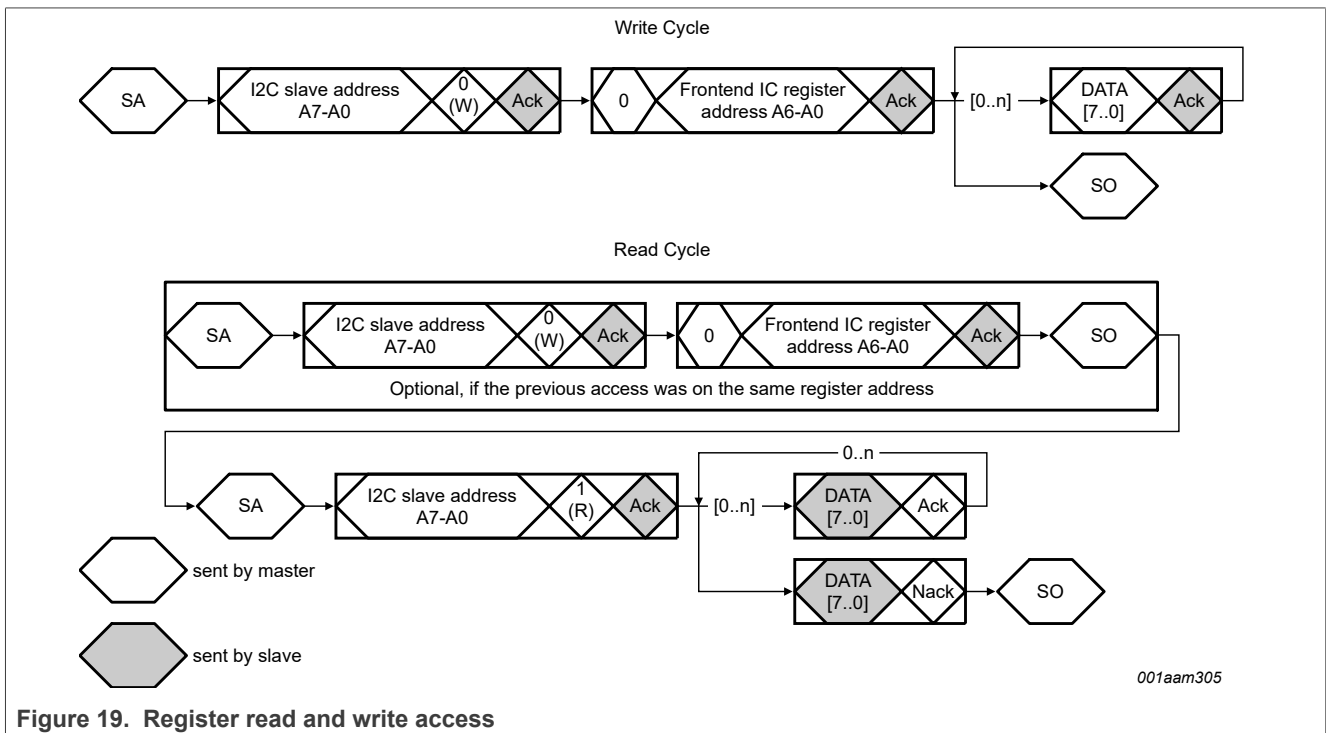 Write Cycle
SA
I2C slave address
A7-A0
0
(W)
Ack
0
Frontend IC register
address A6-A0
Ack
[0..n]
DATA
[7..0]
Ack
SO
Read Cycle
SA
I2C slave address
A7-A0
0
(W)
Ack
0
Frontend IC register
address A6-A0
Ack
SO
Optional, if the previous access was on the same register address
SA
I2C slave address
A7-A0
1
(R)
Ack
[0..n]
0..n
DATA
[7..0]
Ack
DATA
[7..0]
Nack
SO
sent by master
sent by slave
001aam305
Figure 19. Register read and write access